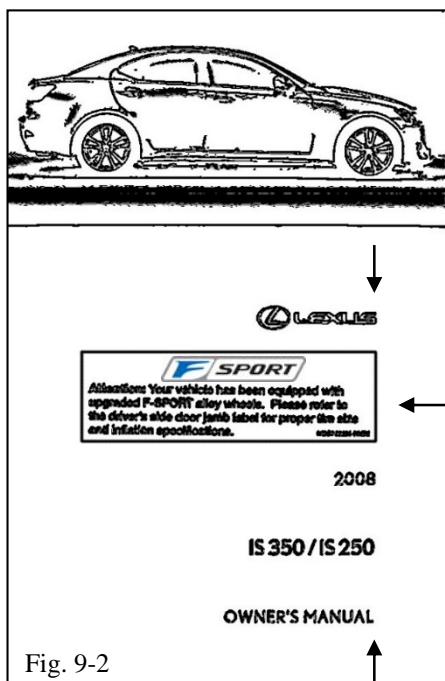 LEXUS
F SPORT
Attention: Your vehicle has been equipped with
upgraded F-SPORT alloy wheels. Please refer to
the driver's side door jamb label for proper tire size
and inflation specifications.
2008
IS 350 / IS 250
OWNER'S MANUAL
Fig. 9-2